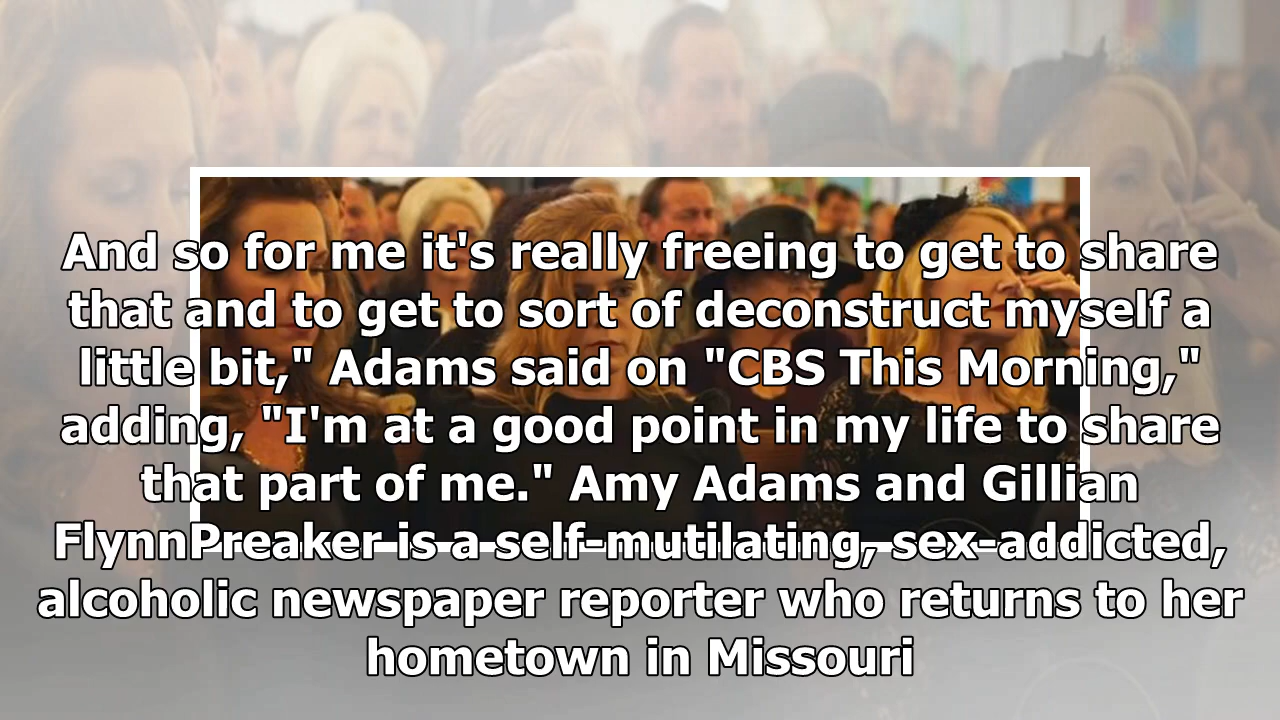 And so for me it's really freeing to get to share
that and to get to sort of deconstruct myself a
little bit," Adams said on "CBS This Morning,"
adding, "I'm at a good point in my life to share
that part of me." Amy Adams and Gillian
FlynnPreaker is a self-mutilating, sex-addicted,
alcoholic newspaper reporter who returns to her
hometown in Missouri